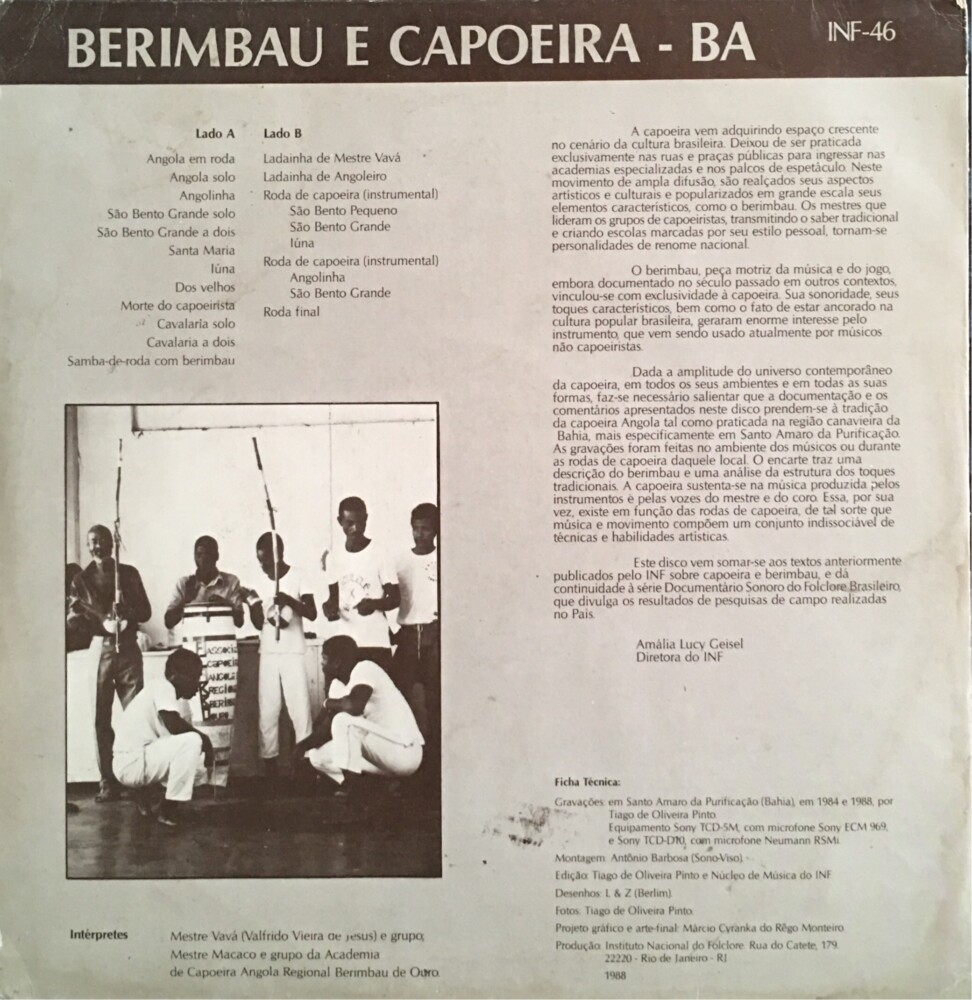 BERIMBAU E CAPOEIRA - BA
INF-46
Lado A
Angola em roda
Angola solo
Angolinha
São Bento Grande solo
São Bento Grande a dois
Santa Maria
Iúna
Dos velhos
Morte do capoeirista
Cavalaria solo
Cavalaria a dois
Samba-de-roda com berimbau
Lado B
Ladainha de Mestre Vavá
Ladainha de Angoleiro
Roda de capoeira (instrumental)
São Bento Pequeno
São Bento Grande
Iúna
Roda de capoeira (instrumental)
Angolinha
São Bento Grande
Roda final
A capoeira vem adquirindo espaço crescente
no cenário da cultura brasileira. Deixou de ser praticada
exclusivamente nas ruas e praças públicas para ingressar nas
academias especializadas e nos palcos de espetáculo. Neste
movimento de ampla difusão, são realçados seus aspectos
artísticos e culturais e popularizados em grande escala seus
elementos característicos, como o berimbau. Os mestres que
lideram os grupos de capoeiristas, transmitindo o saber tradicional
e criando escolas marcadas por seu estilo pessoal, tornam-se
personalidades de renome nacional.
O berimbau, peça motriz da música e do jogo,
embora documentado no século passado em outros contextos,
vinculou-se com exclusividade à capoeira. Sua sonoridade, seus
toques característicos, bem como o fato de estar ancorado na
cultura popular brasileira, geraram enorme interesse pelo
instrumento, que vem sendo usado atualmente por músicos
não capoeiristas.
Dada a amplitude do universo contemporâneo
da capoeira, em todos os seus ambientes e em todas as suas
formas, faz-se necessário salientar que a documentação e os
comentários apresentados neste disco prendem-se à tradição
da capoeira Angola tal como praticada na região canavieira da
Bahia, mais especificamente em Santo Amaro da Purificação.
As gravações foram feitas no ambiente dos músicos ou durante
as rodas de capoeira daquele local. O encarte traz uma
descrição do berimbau e uma análise da estrutura dos toques
tradicionais. A capoeira sustenta-se na música produzida pelos
instrumentos e pelas vozes do mestre e do coro. Essa, por sua
vez, existe em função das rodas de capoeira, de tal sorte que
música e movimento compõem um conjunto indissociável de
técnicas e habilidades artísticas.
Este disco vem somar-se aos textos anteriormente
publicados pelo INF sobre capoeira e berimbau, e dá
continuidade à série Documentário Sonoro do Folclore Brasileiro,
que divulga os resultados de pesquisas de campo realizadas
no País.
Amália Lucy Geisel
Diretora do INF
ASSOCIA
CAPOEI
ANGOL
REGIO
BERIM
OURO
Ficha Técnica:
Gravações em Santo Amaro da Purificação (Bahia), em 1984 e 1988, por
Tiago de Oliveira Pinto.
Equipamento Sony TCD-5M, com microfone Sony ECM 969,
e Sony TCD-D10, com microfone Neumann RSMi.
Montagem: Antônio Barbosa (Sono-Viso).
Edição: Tiago de Oliveira Pinto e Núcleo de Música do INF
Desenhos: L & Z (Berlim)
Fotos: Tiago de Oliveira Pinto.
Projeto gráfico e arte-final: Márcio Cyranka do Rêgo Monteiro.
Produção: Instituto Nacional do Folclore. Rua do Catete, 179.
22220 - Rio de Janeiro - RJ
1988
Intérpretes
Mestre Vavá (Valfrido Vieira de Jesus) e grupo;
Mestre Macaco e grupo da Academia
de Capoeira Angola Regional Berimbau de Ouro.